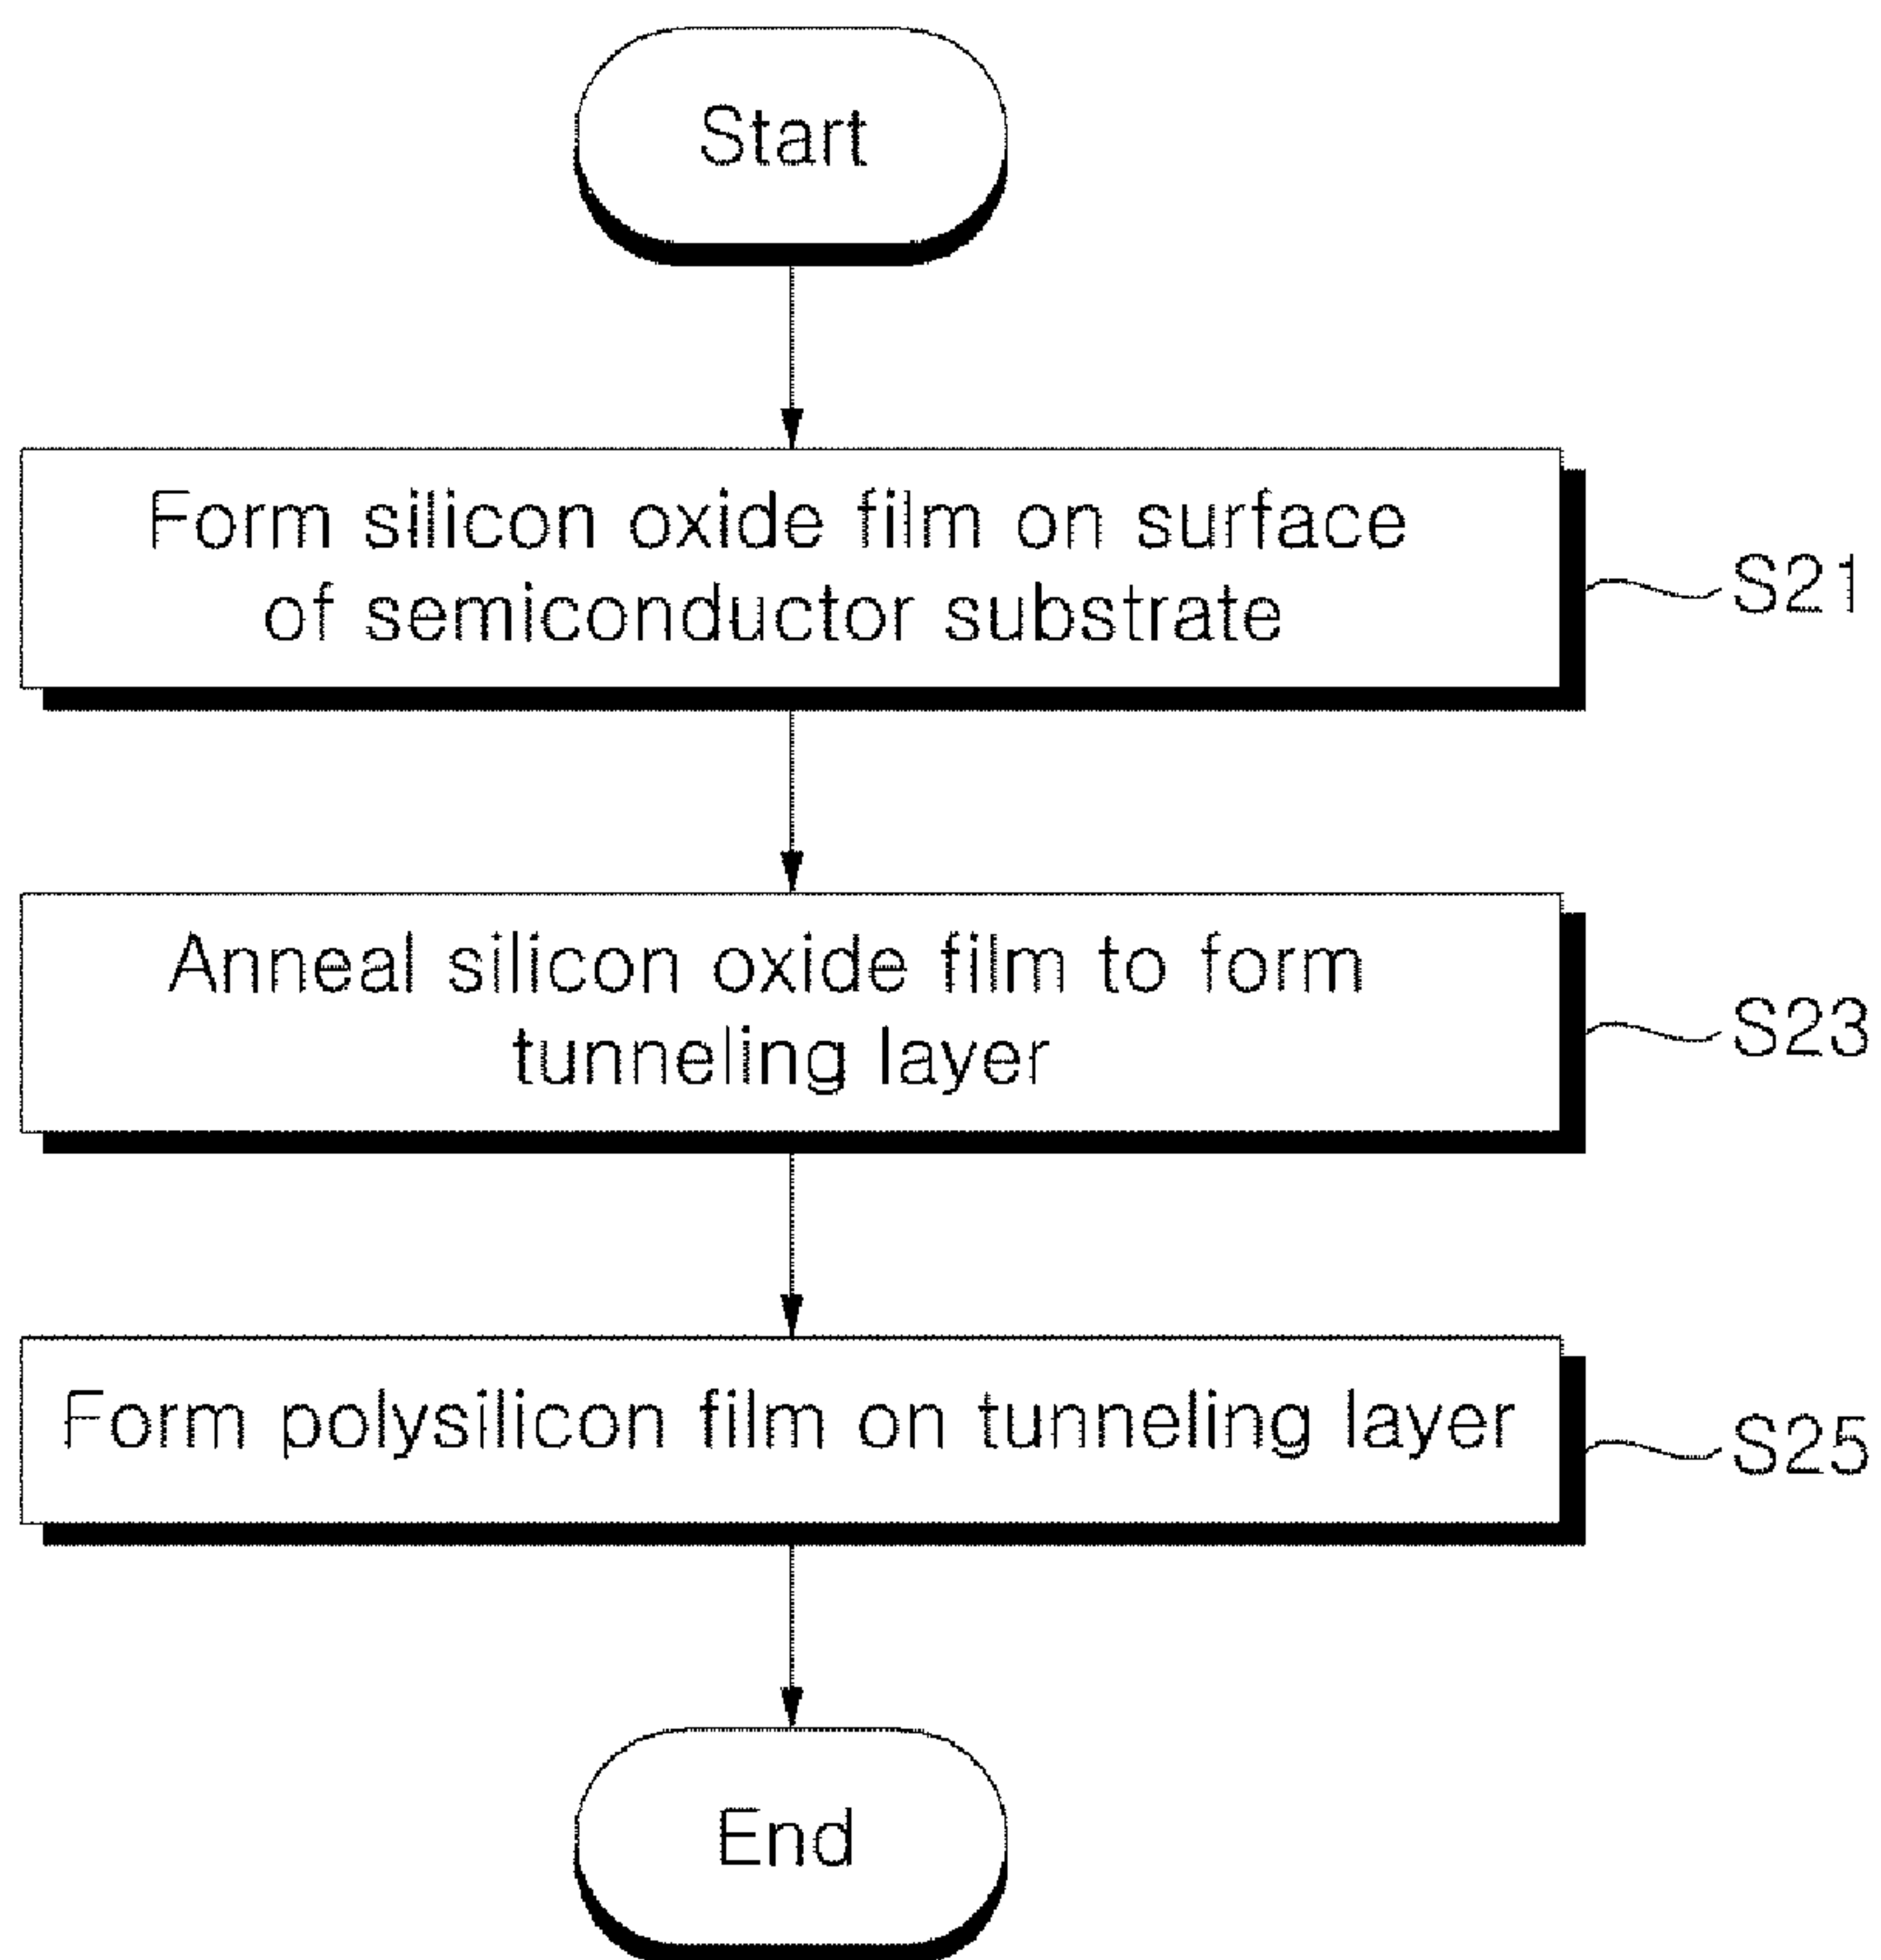 Start
Form silicon oxide film on surface
of semiconductor substrate
S21
Anneal silicon oxide film to form
tunneling layer
S23
Form polysilicon film on tunneling layer
S25
End